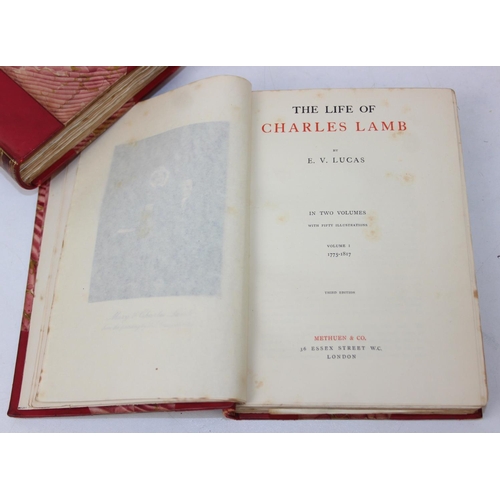 THE LIFE OF
CHARLES LAMB
BY
E. V. LUCAS
IN TWO VOLUMES
WITH FIFTY ILLUSTRATIONS
VOLUME I
1775-1817
THIRD EDITION
METHUEN & CO.
36 ESSEX STREET W.C.
LONDON